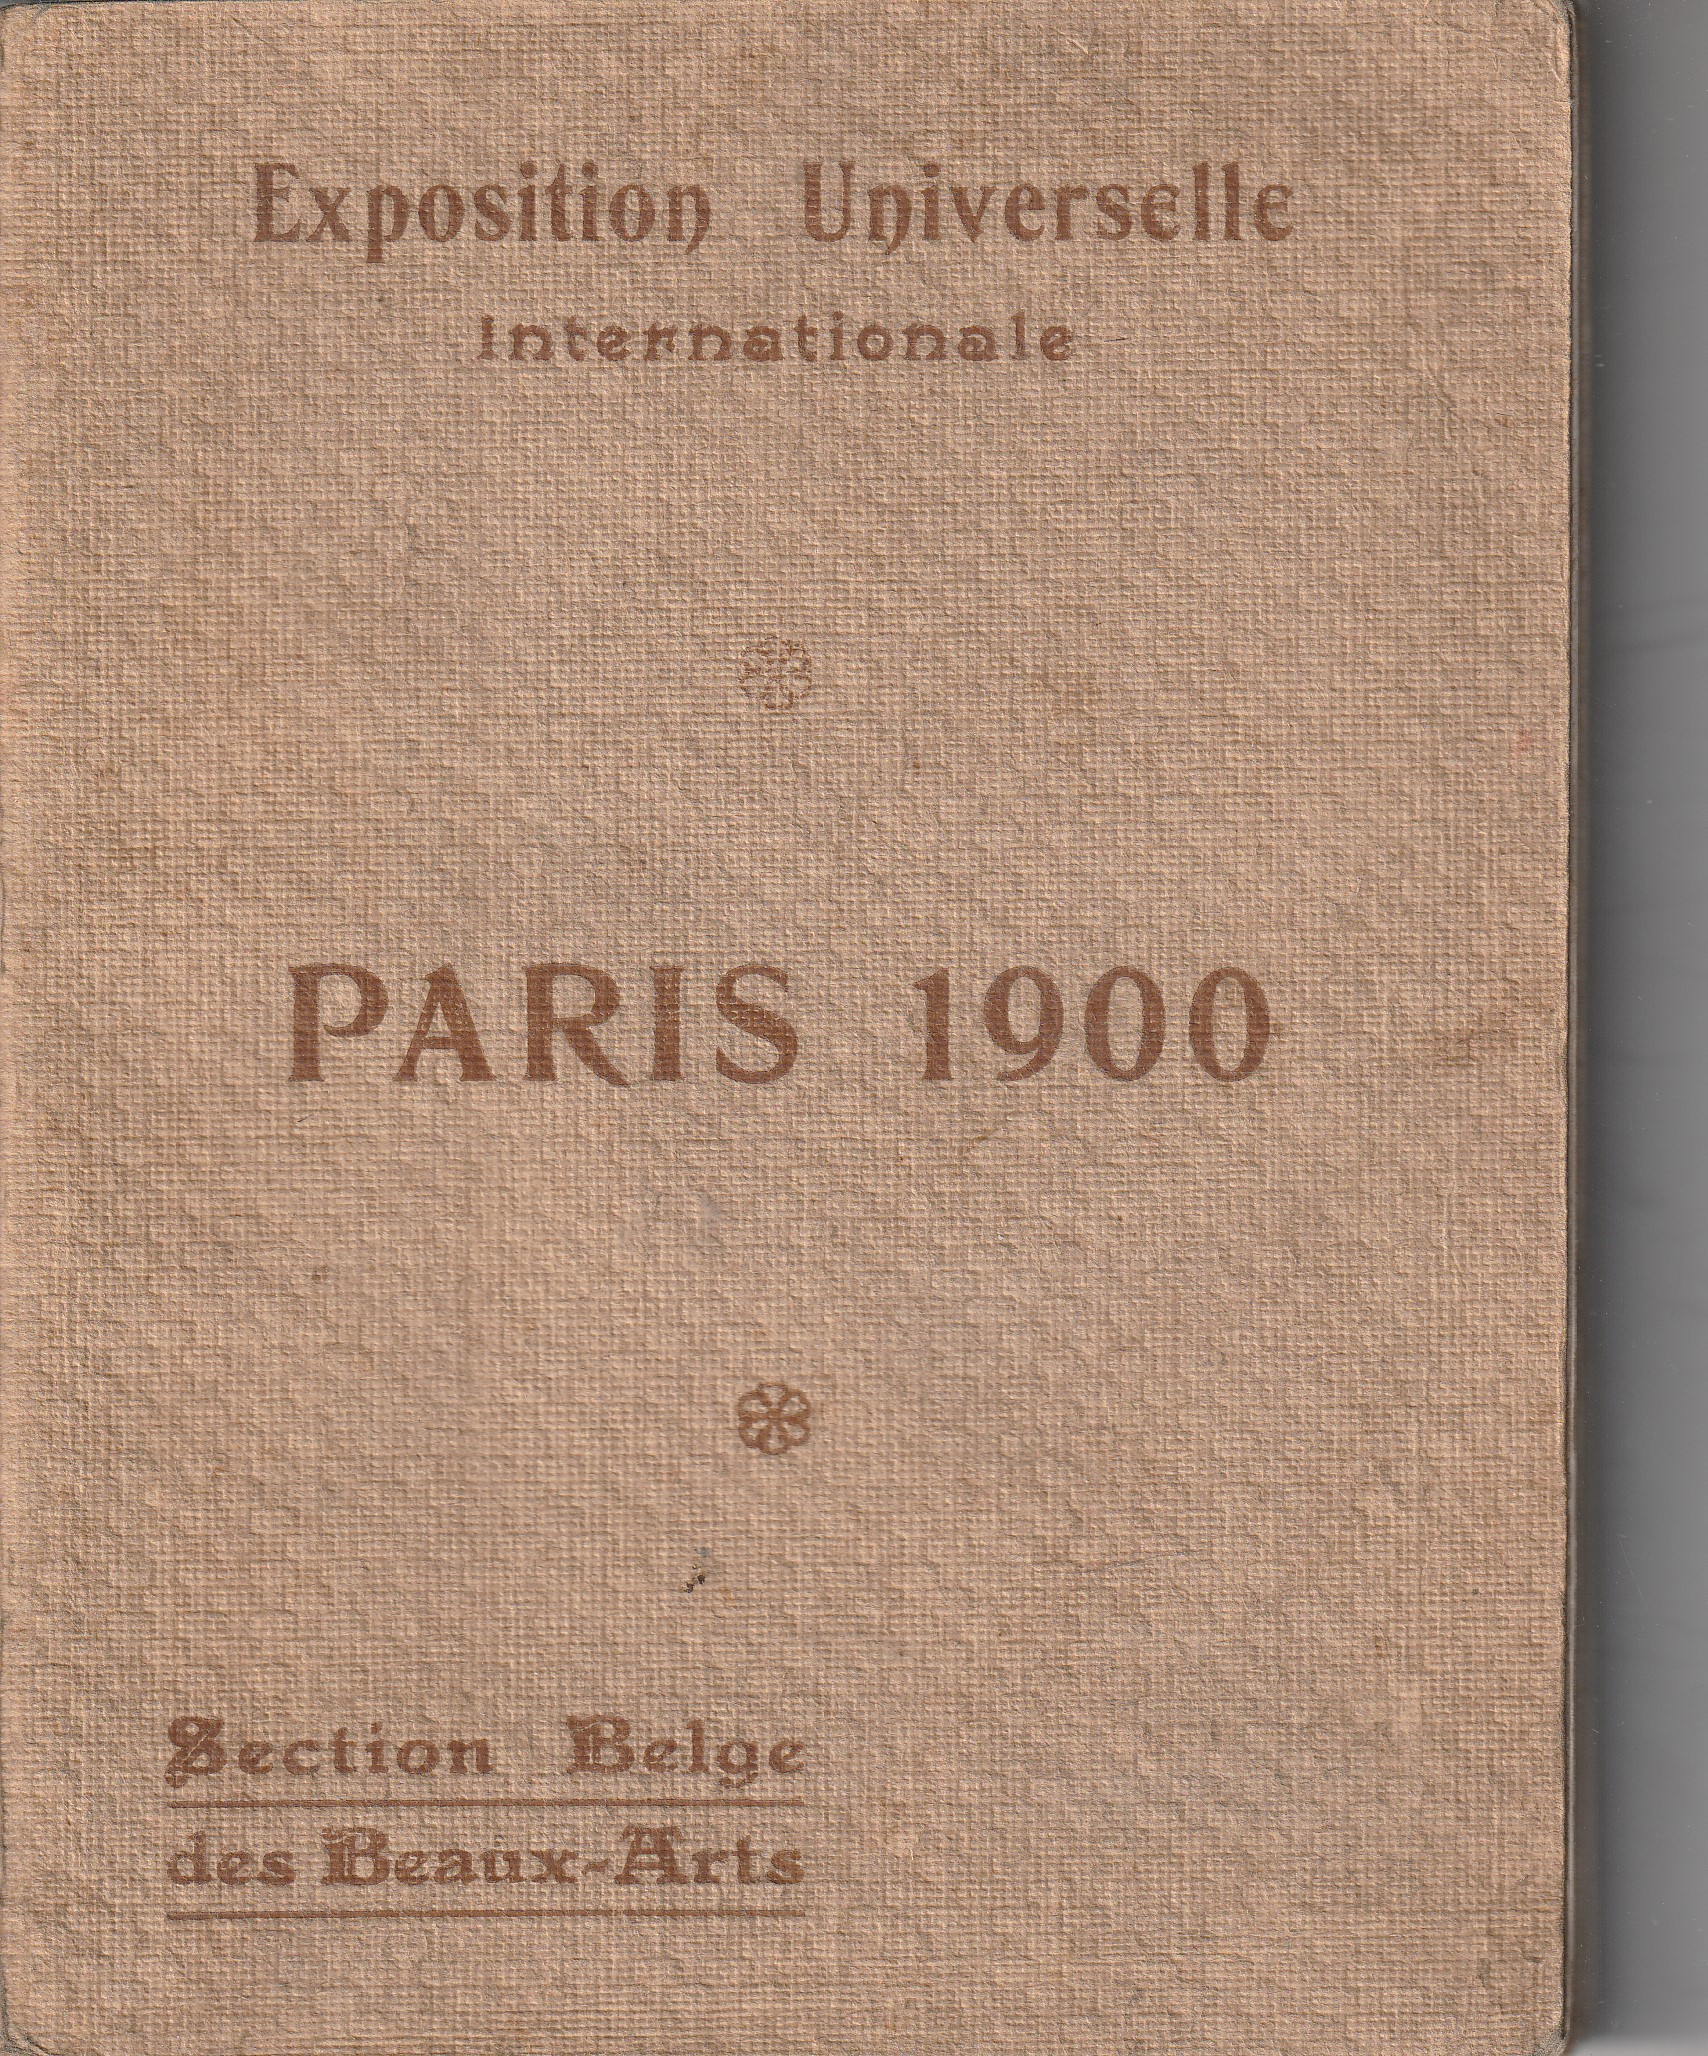 Exposition Universelle
Internationale
PARIS 1900
Section Belge
des Beaux-Arts